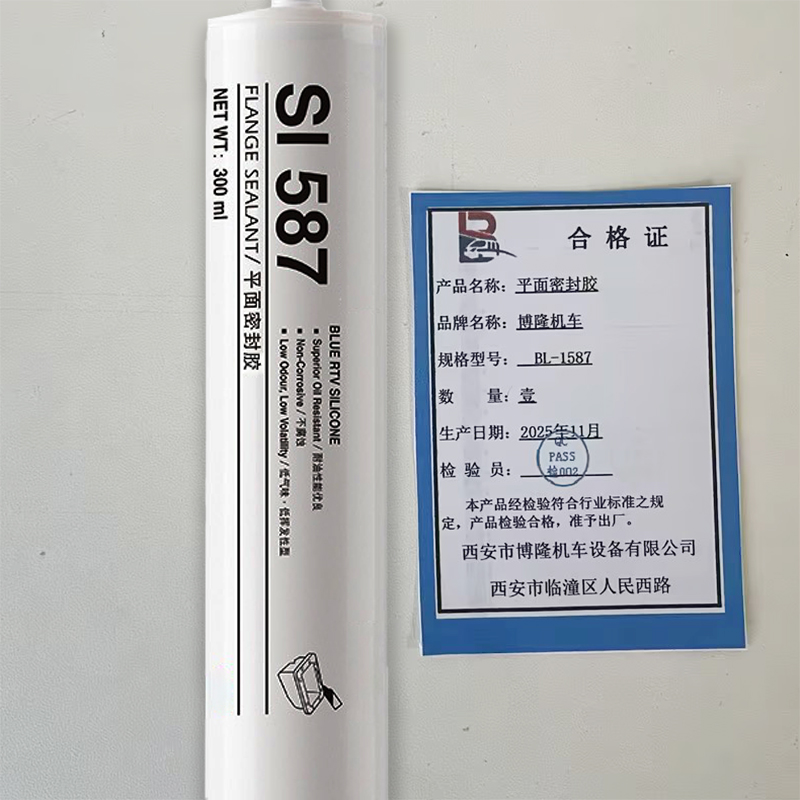 SI 587
FLANGE SEALANT/平面密封胶
NET WT: 300 ml
BLUE RTV SILICONE
▪ Superior Oil Resistant / 耐油性能优良
▪ Non-Corrosive / 不腐蚀
▪ Low Odour, Low Volatility / 低气味，低挥发性型
合格证
产品名称：平面密封胶
品牌名称：博隆机车
规格型号：BL-1587
数 量：壹
生产日期：2025年11月
检 验 员：
QC
PASS
检002
本产品经检验符合行业标准之规
定，产品检验合格，准予出厂。
西安市博隆机车设备有限公司
西安市临潼区人民西路